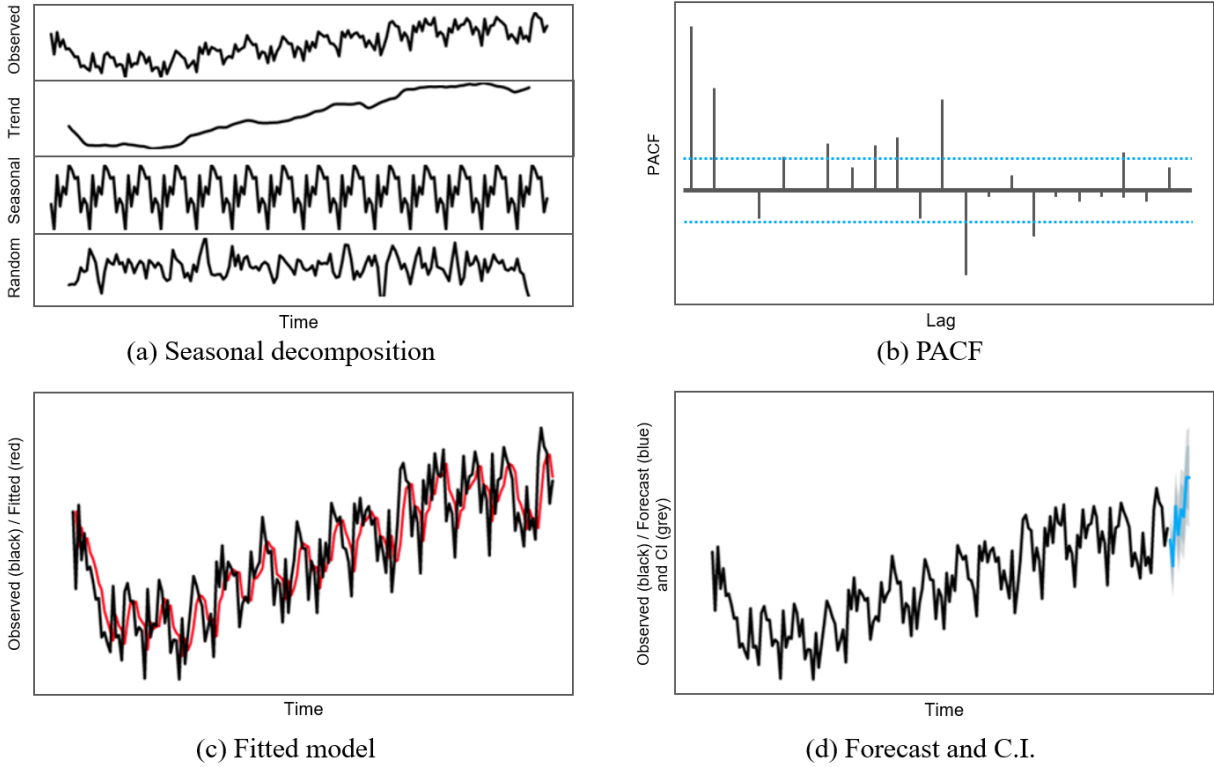 Observed
Trend
Seasonal
Random
Time
(a) Seasonal decomposition
PACF
Lag
(b) PACF
Observed (black) / Fitted (red)
Time
(c) Fitted model
Observed (black) / Forecast (blue)
and CI (grey)
Time
(d) Forecast and C.I.